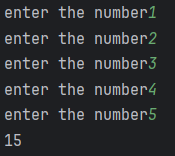 enter the number1
enter the number2
enter the number3
enter the number4
enter the number5
15